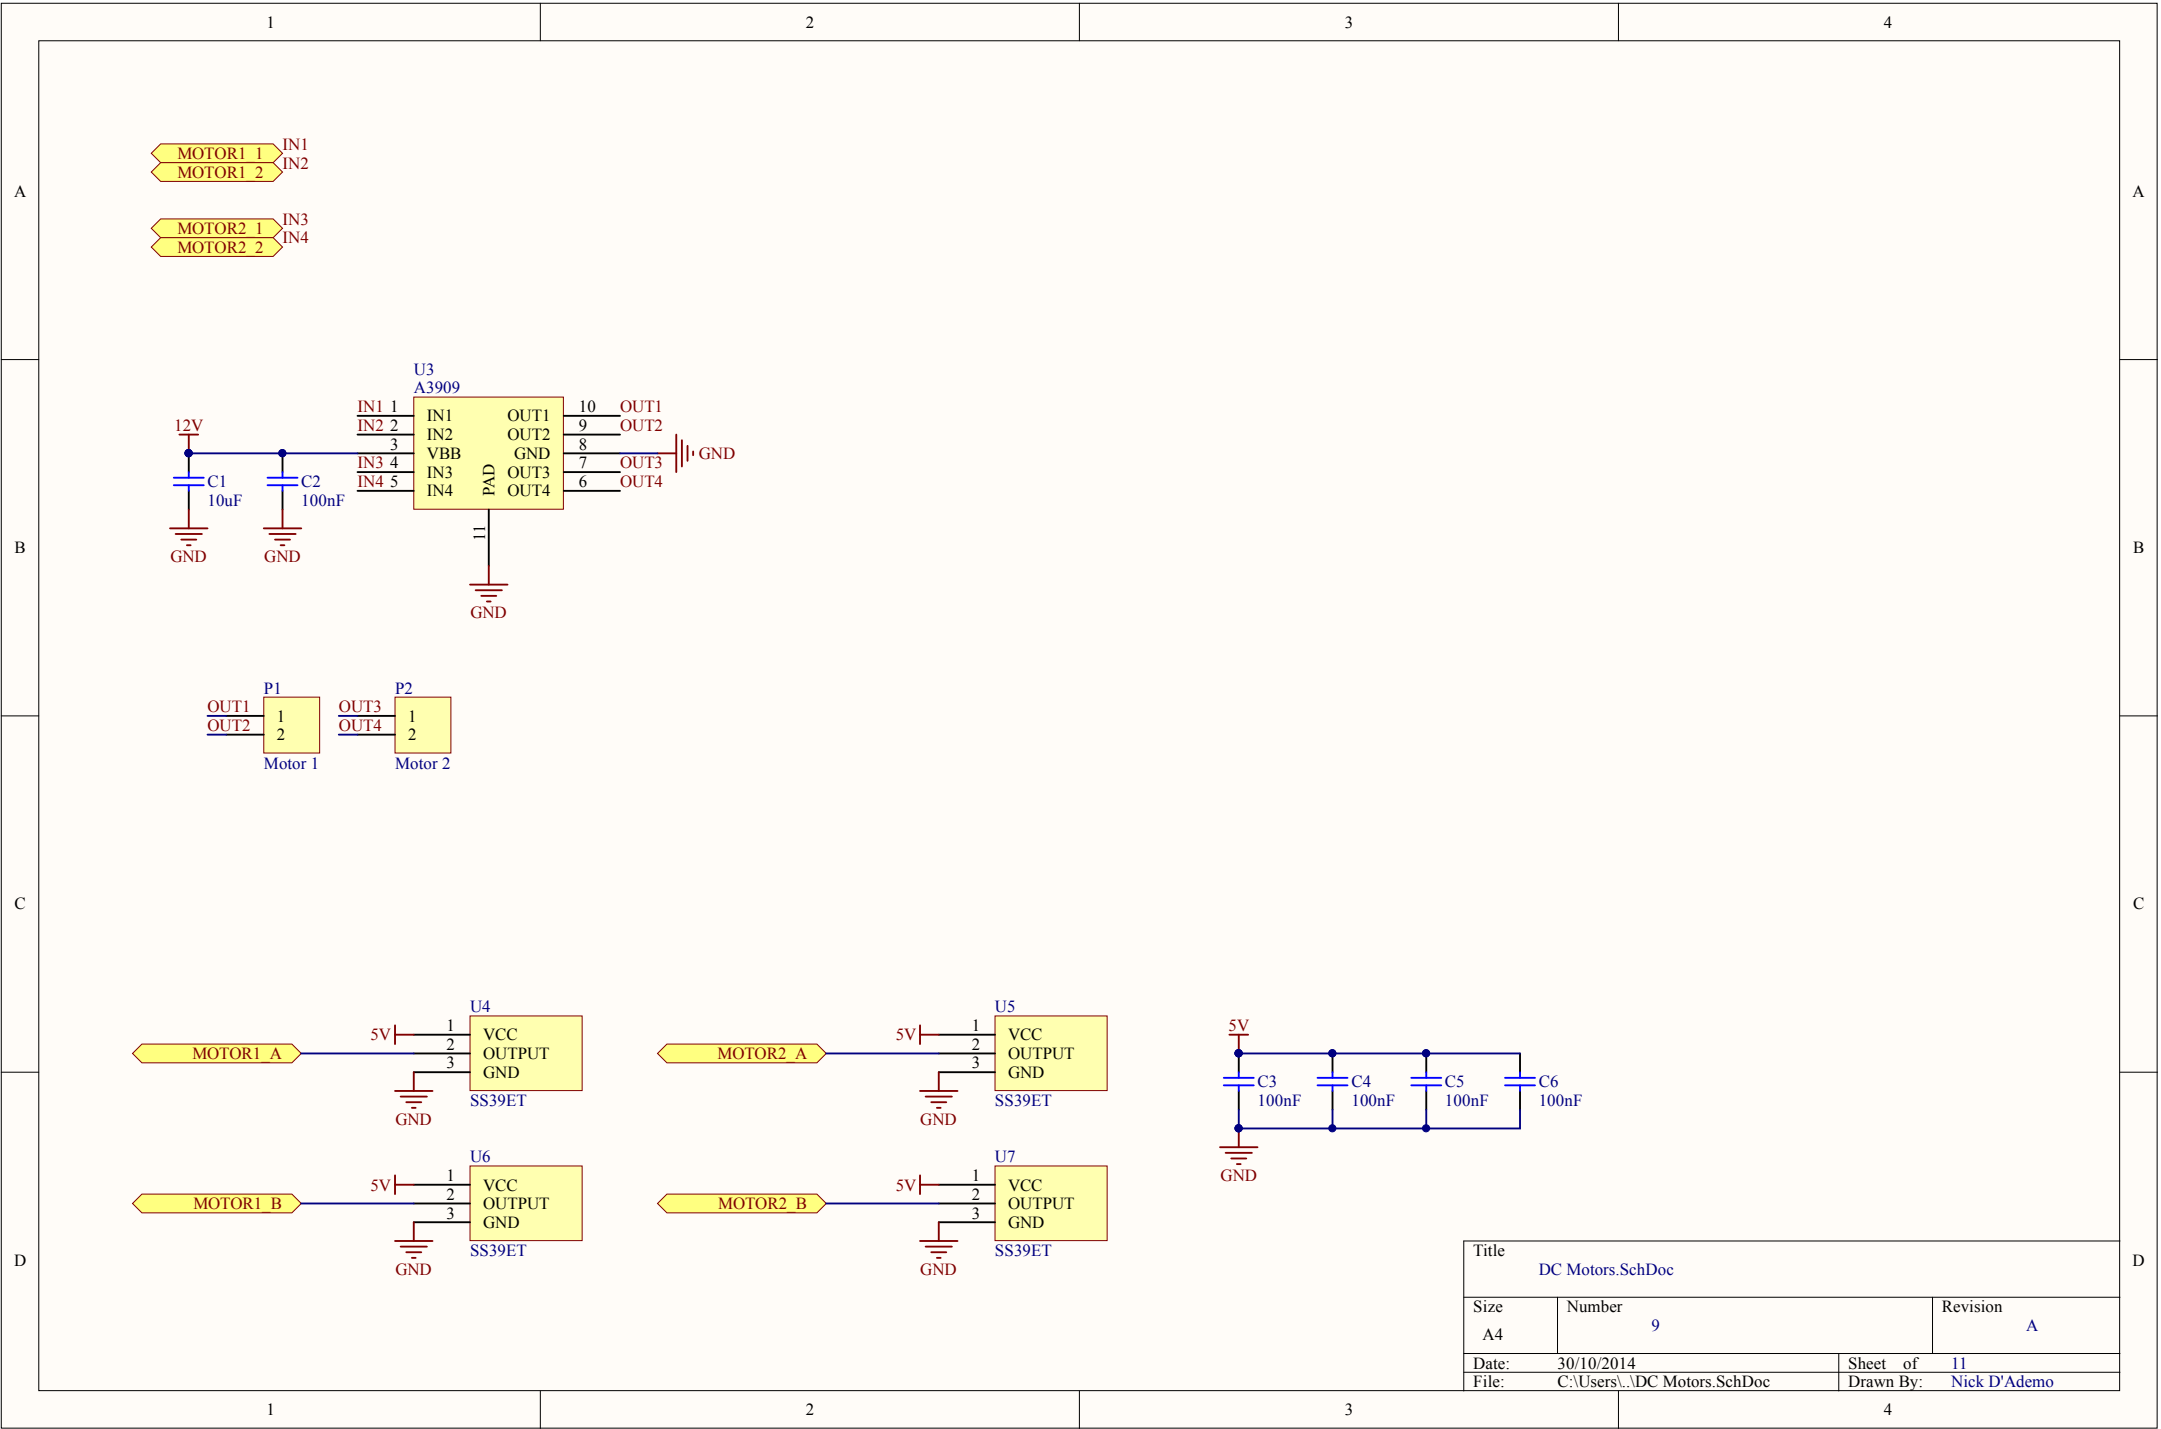 1 2 3 4
A A
MOTOR1_1 IN1
MOTOR1_2 IN2
MOTOR2_1 IN3
MOTOR2_2 IN4
B B
U3
A3909
IN1 1 IN1 OUT1 10 OUT1
IN2 2 IN2 OUT2 9 OUT2
12V 3 VBB GND 8 GND
IN3 4 IN3 OUT3 7 OUT3
IN4 5 IN4 OUT4 6 OUT4
PAD
11
GND
C1
10uF
GND
C2
100nF
GND
P1
OUT1 1
OUT2 2
Motor 1
P2
OUT3 1
OUT4 2
Motor 2
C C
U4
5V 1 VCC
MOTOR1_A 2 OUTPUT
3 GND
GND
SS39ET
U5
5V 1 VCC
MOTOR2_A 2 OUTPUT
3 GND
GND
SS39ET
5V
C3 C4 C5 C6
100nF 100nF 100nF 100nF
GND
D D
U6
5V 1 VCC
MOTOR1_B 2 OUTPUT
3 GND
GND
SS39ET
U7
5V 1 VCC
MOTOR2_B 2 OUTPUT
3 GND
GND
SS39ET
Title
DC Motors.SchDoc
Size Number Revision
A4 9 A
Date: 30/10/2014 Sheet of 11
File: C:\Users\..\DC Motors.SchDoc Drawn By: Nick D'Ademo
1 2 3 4